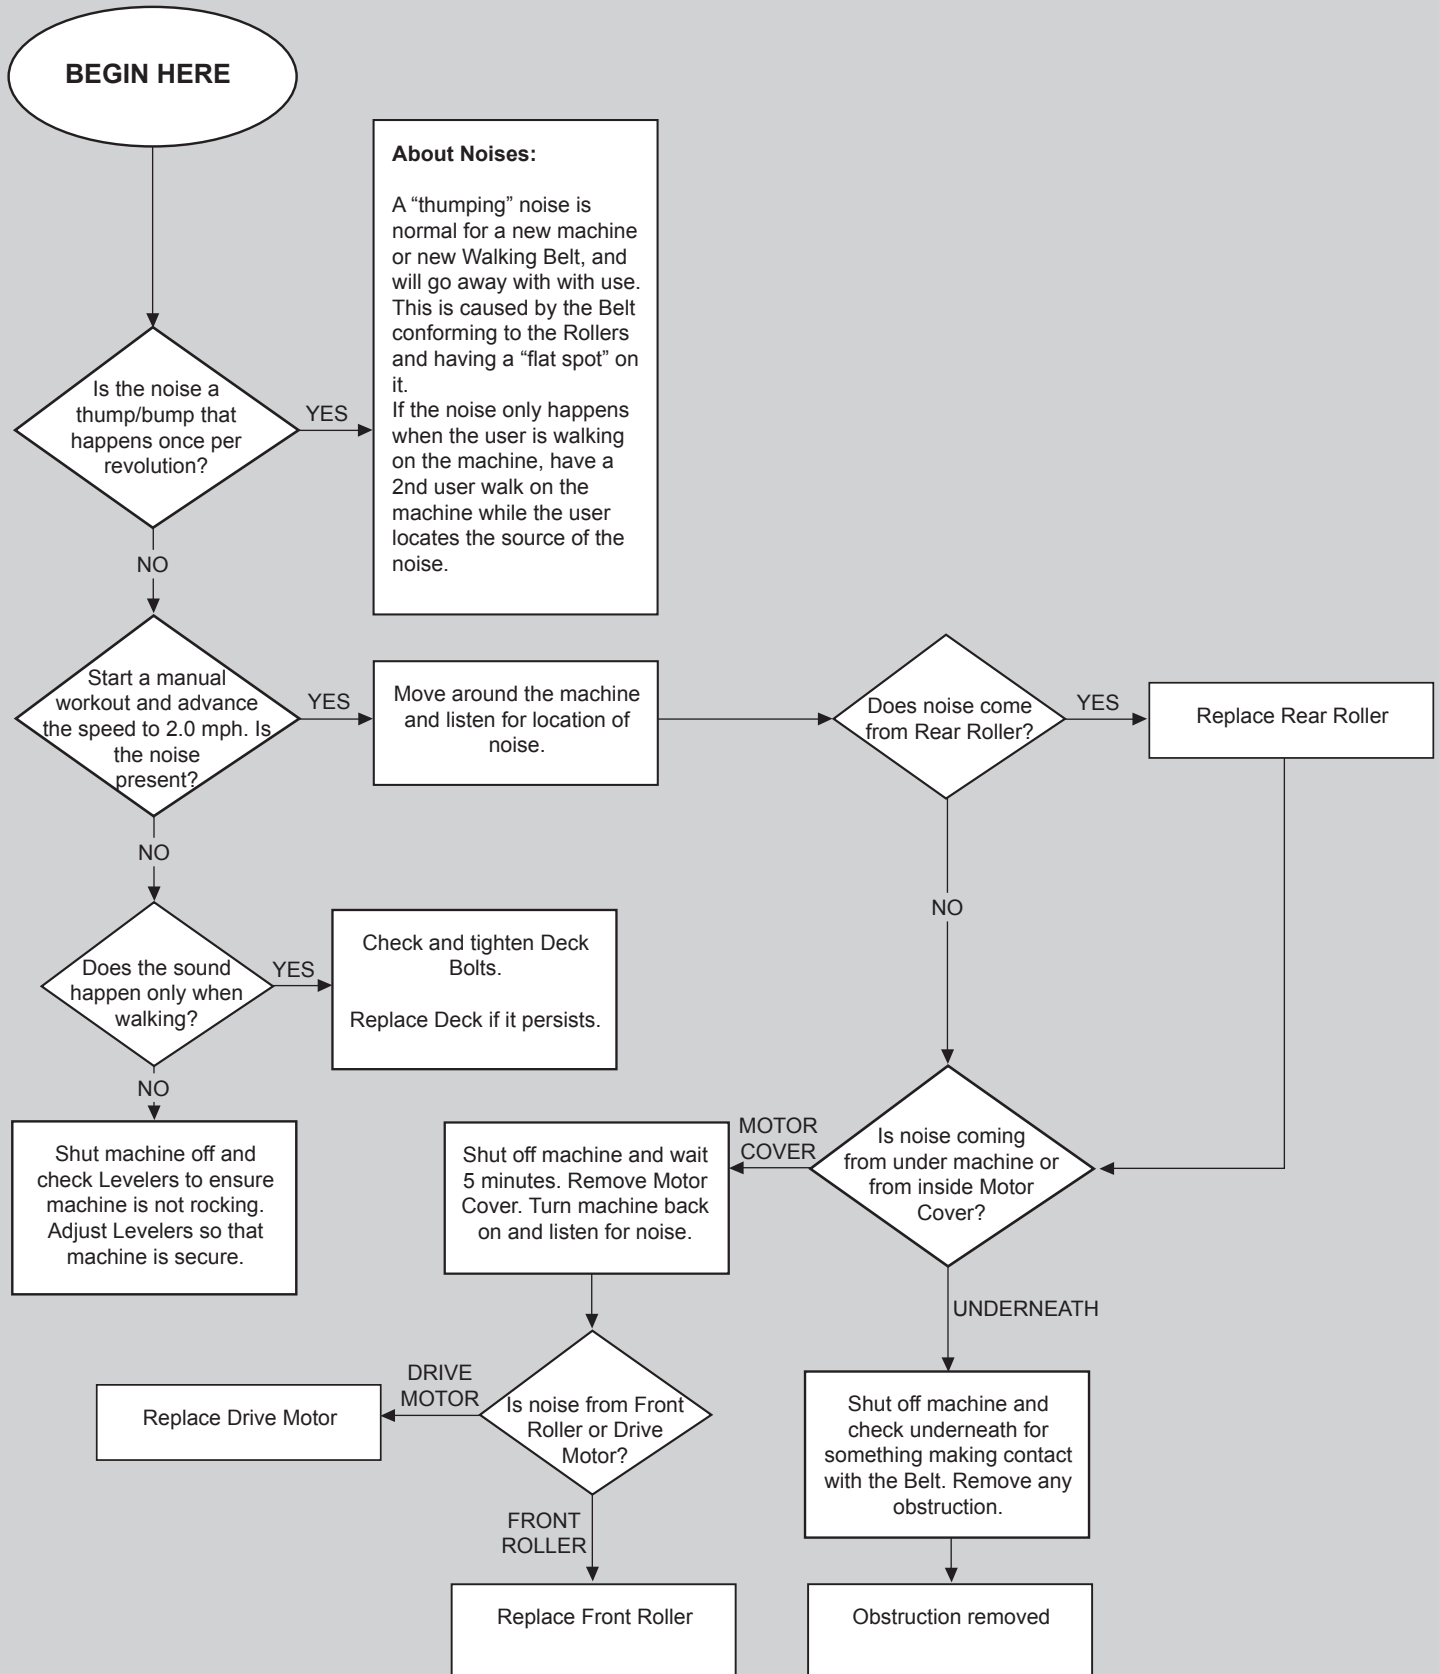 BEGIN HERE
About Noises:
A “thumping” noise is
normal for a new machine
or new Walking Belt, and
will go away with with use.
This is caused by the Belt
conforming to the Rollers
and having a “flat spot” on
it.
If the noise only happens
when the user is walking
on the machine, have a
2nd user walk on the
machine while the user
locates the source of the
noise.
Is the noise a
thump/bump that
happens once per
revolution?
YES
NO
Start a manual
workout and advance
the speed to 2.0 mph. Is
the noise
present?
YES
Move around the machine
and listen for location of
noise.
Does noise come
from Rear Roller?
YES
Replace Rear Roller
NO
NO
Does the sound
happen only when
walking?
YES
Check and tighten Deck
Bolts.
Replace Deck if it persists.
NO
Shut machine off and
check Levelers to ensure
machine is not rocking.
Adjust Levelers so that
machine is secure.
Is noise coming
from under machine or
from inside Motor
Cover?
MOTOR
COVER
Shut off machine and wait
5 minutes. Remove Motor
Cover. Turn machine back
on and listen for noise.
UNDERNEATH
Is noise from Front
Roller or Drive
Motor?
DRIVE
MOTOR
Replace Drive Motor
Shut off machine and
check underneath for
something making contact
with the Belt. Remove any
obstruction.
FRONT
ROLLER
Replace Front Roller
Obstruction removed